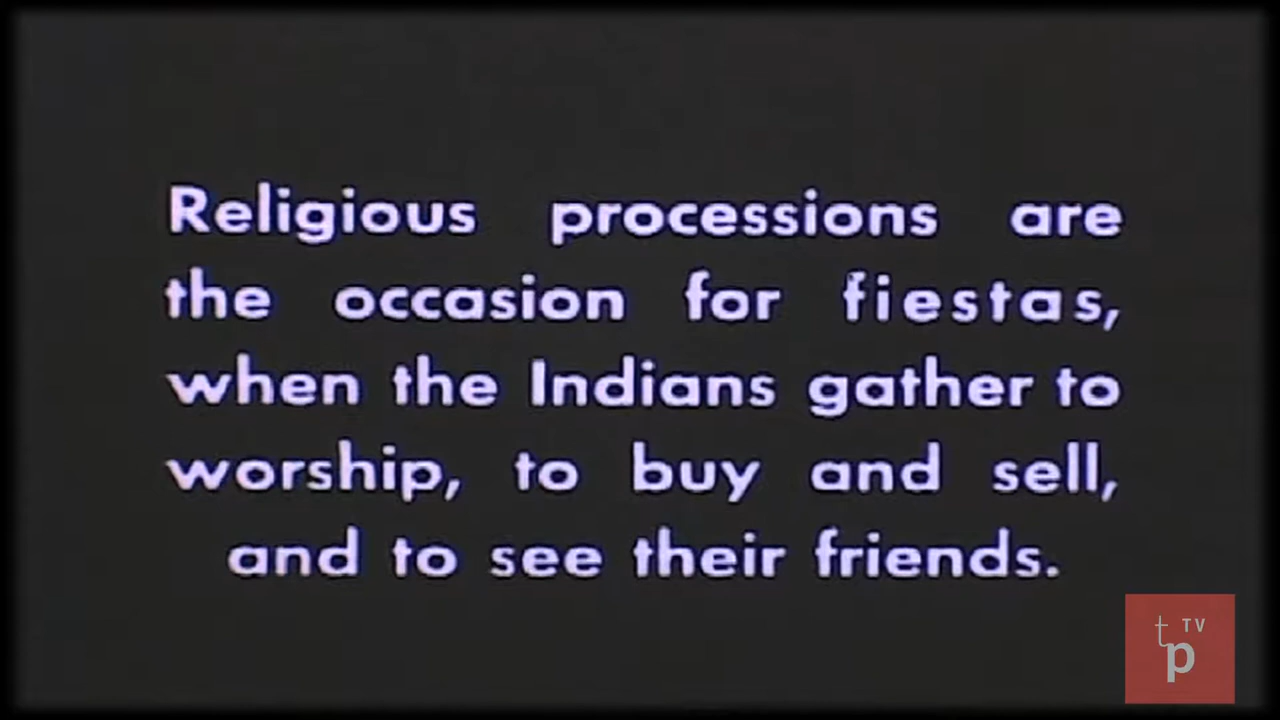 Religious processions are
the occasion for fiestas,
when the Indians gather to
worship, to buy and sell,
and to see their friends.
tp TV